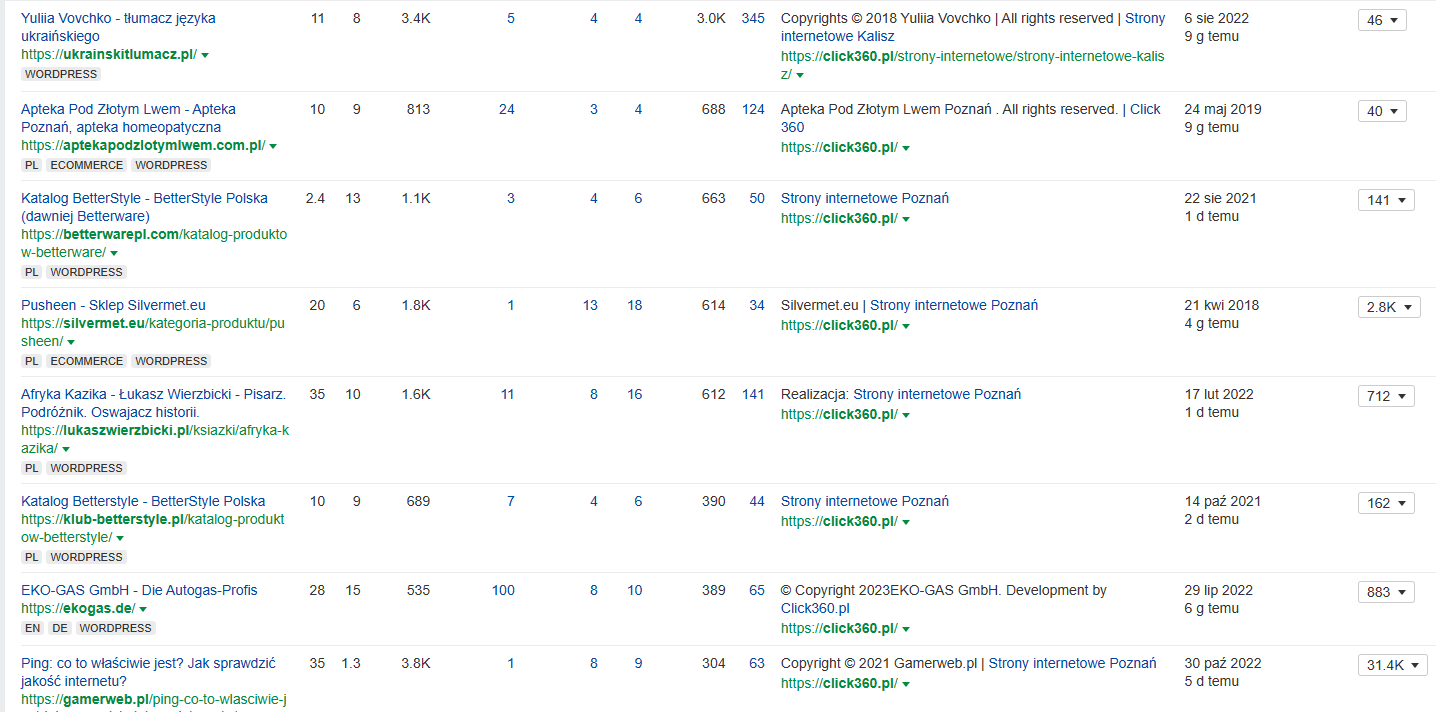 Yuliia Vovchko - tłumacz języka 11 8 3.4K 5 4 4 3.0K 345 Copyrights © 2018 Yuliia Vovchko | All rights reserved | Strony 6 sie 2022 46
ukraińskiego internetowe Kalisz 9 g temu
https://ukrainskitlumacz.pl/ https://click360.pl/strony-internetowe/strony-internetowe-kalis
WORDPRESS z/
Apteka Pod Złotym Lwem - Apteka 10 9 813 24 3 4 688 124 Apteka Pod Złotym Lwem Poznań . All rights reserved. | Click 24 maj 2019 40
Poznań, apteka homeopatyczna 360 9 g temu
https://aptekapodzlotymlwem.com.pl/ https://click360.pl/
PL ECOMMERCE WORDPRESS
Katalog BetterStyle - BetterStyle Polska 2.4 13 1.1K 3 4 6 663 50 Strony internetowe Poznań 22 sie 2021 141
(dawniej Betterware) https://click360.pl/ 1 d temu
https://betterwarepl.com/katalog-produkto
w-betterware/
PL WORDPRESS
Pusheen - Sklep Silvermet.eu 20 6 1.8K 1 13 18 614 34 Silvermet.eu | Strony internetowe Poznań 21 kwi 2018 2.8K
https://silvermet.eu/kategoria-produktu/pu https://click360.pl/ 4 g temu
sheen/
PL ECOMMERCE WORDPRESS
Afryka Kazika - Łukasz Wierzbicki - Pisarz. 35 10 1.6K 11 8 16 612 141 Realizacja: Strony internetowe Poznań 17 lut 2022 712
Podróżnik. Oswajacz historii. https://click360.pl/ 1 d temu
https://lukaszwierzbicki.pl/ksiazki/afryka-k
azika/
PL WORDPRESS
Katalog Betterstyle - BetterStyle Polska 10 9 689 7 4 6 390 44 Strony internetowe Poznań 14 paź 2021 162
https://klub-betterstyle.pl/katalog-produkt https://click360.pl/ 2 d temu
ow-betterstyle/
PL WORDPRESS
EKO-GAS GmbH - Die Autogas-Profis 28 15 535 100 8 10 389 65 © Copyright 2023EKO-GAS GmbH. Development by 29 lip 2022 883
https://ekogas.de/ Click360.pl 6 g temu
EN DE WORDPRESS https://click360.pl/
Ping: co to właściwie jest? Jak sprawdzić 35 1.3 3.8K 1 8 9 304 63 Copyright © 2021 Gamerweb.pl | Strony internetowe Poznań 30 paź 2022 31.4K
jakość internetu? https://click360.pl/ 5 d temu
https://gamerweb.pl/ping-co-to-wlasciwie-j